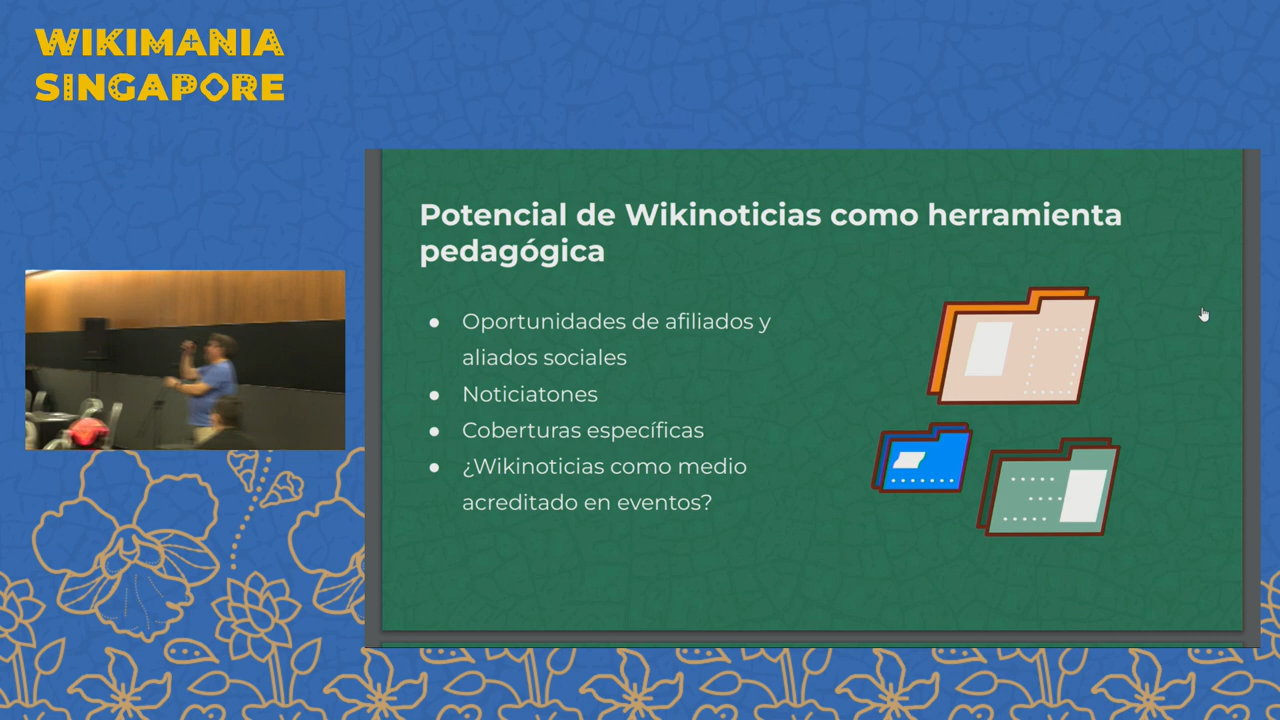 WIKIMANIA
SINGAPORE
Potencial de Wikinoticias como herramienta
pedagógica
● Oportunidades de afiliados y
aliados sociales
● Noticiatones
● Coberturas específicas
● ¿Wikinoticias como medio
acreditado en eventos?